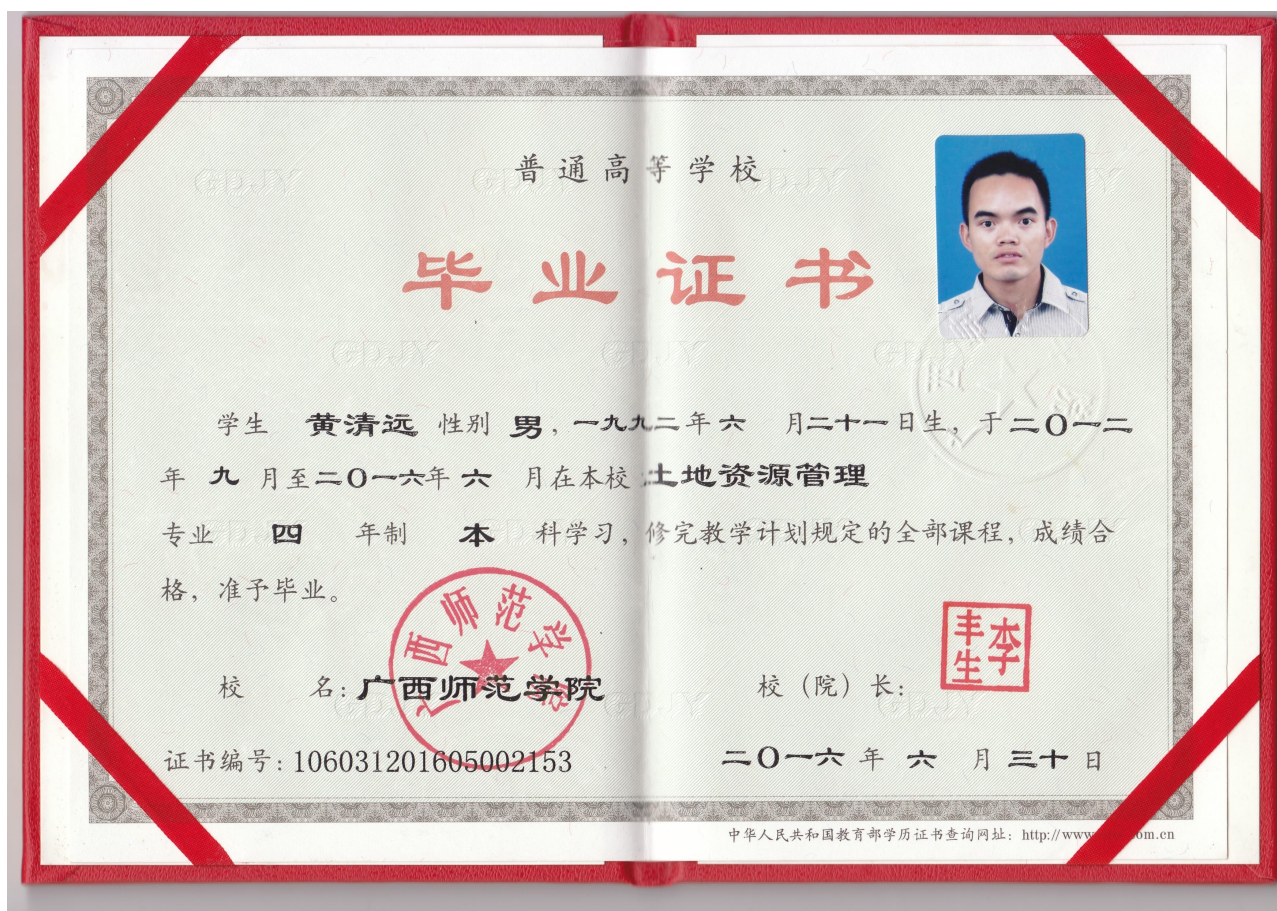 普通高等学校
毕业证书
学生 黄清远 性别 男，一九九二年六 月二十一日生，于二〇一二
年 九 月至二〇一六年 六 月在本校 土地资源管理
专业 四 年制 本 科学习，修完教学计划规定的全部课程，成绩合
格，准予毕业。
广西师范学院
李丰生
校 名：广西师范学院 校（院）长：
证书编号：106031201605002153 二〇一六 年 六 月 三十 日
中华人民共和国教育部学历证书查询网址：http://www
om.cn
GDJY
GDJY
GDJY
GDJY
GDJY
GDJY
GDJY